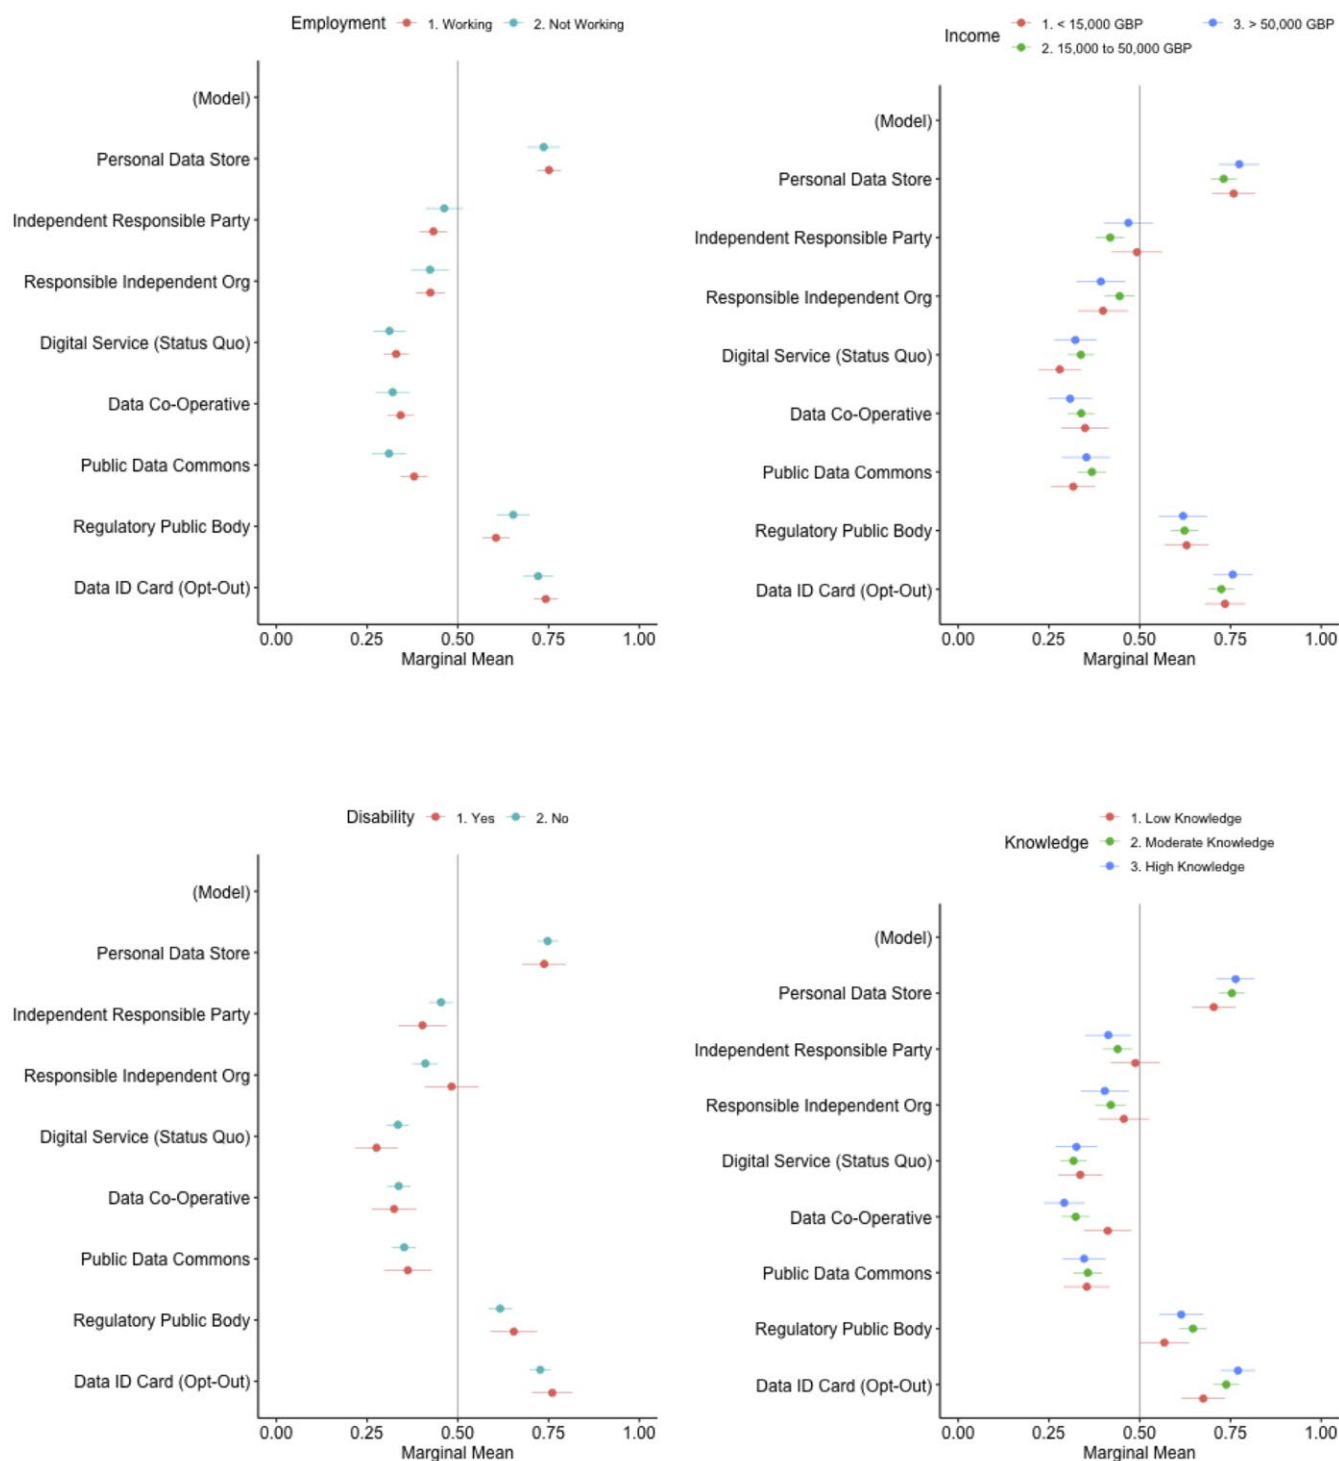 Employment 1. Working 2. Not Working
(Model)
Personal Data Store
Independent Responsible Party
Responsible Independent Org
Digital Service (Status Quo)
Data Co-Operative
Public Data Commons
Regulatory Public Body
Data ID Card (Opt-Out)
0.00 0.25 0.50 0.75 1.00
Marginal Mean
Income 1. < 15,000 GBP 3. > 50,000 GBP
2. 15,000 to 50,000 GBP
(Model)
Personal Data Store
Independent Responsible Party
Responsible Independent Org
Digital Service (Status Quo)
Data Co-Operative
Public Data Commons
Regulatory Public Body
Data ID Card (Opt-Out)
0.00 0.25 0.50 0.75 1.00
Marginal Mean
Disability 1. Yes 2. No
(Model)
Personal Data Store
Independent Responsible Party
Responsible Independent Org
Digital Service (Status Quo)
Data Co-Operative
Public Data Commons
Regulatory Public Body
Data ID Card (Opt-Out)
0.00 0.25 0.50 0.75 1.00
Marginal Mean
1. Low Knowledge
Knowledge 2. Moderate Knowledge
3. High Knowledge
(Model)
Personal Data Store
Independent Responsible Party
Responsible Independent Org
Digital Service (Status Quo)
Data Co-Operative
Public Data Commons
Regulatory Public Body
Data ID Card (Opt-Out)
0.00 0.25 0.50 0.75 1.00
Marginal Mean